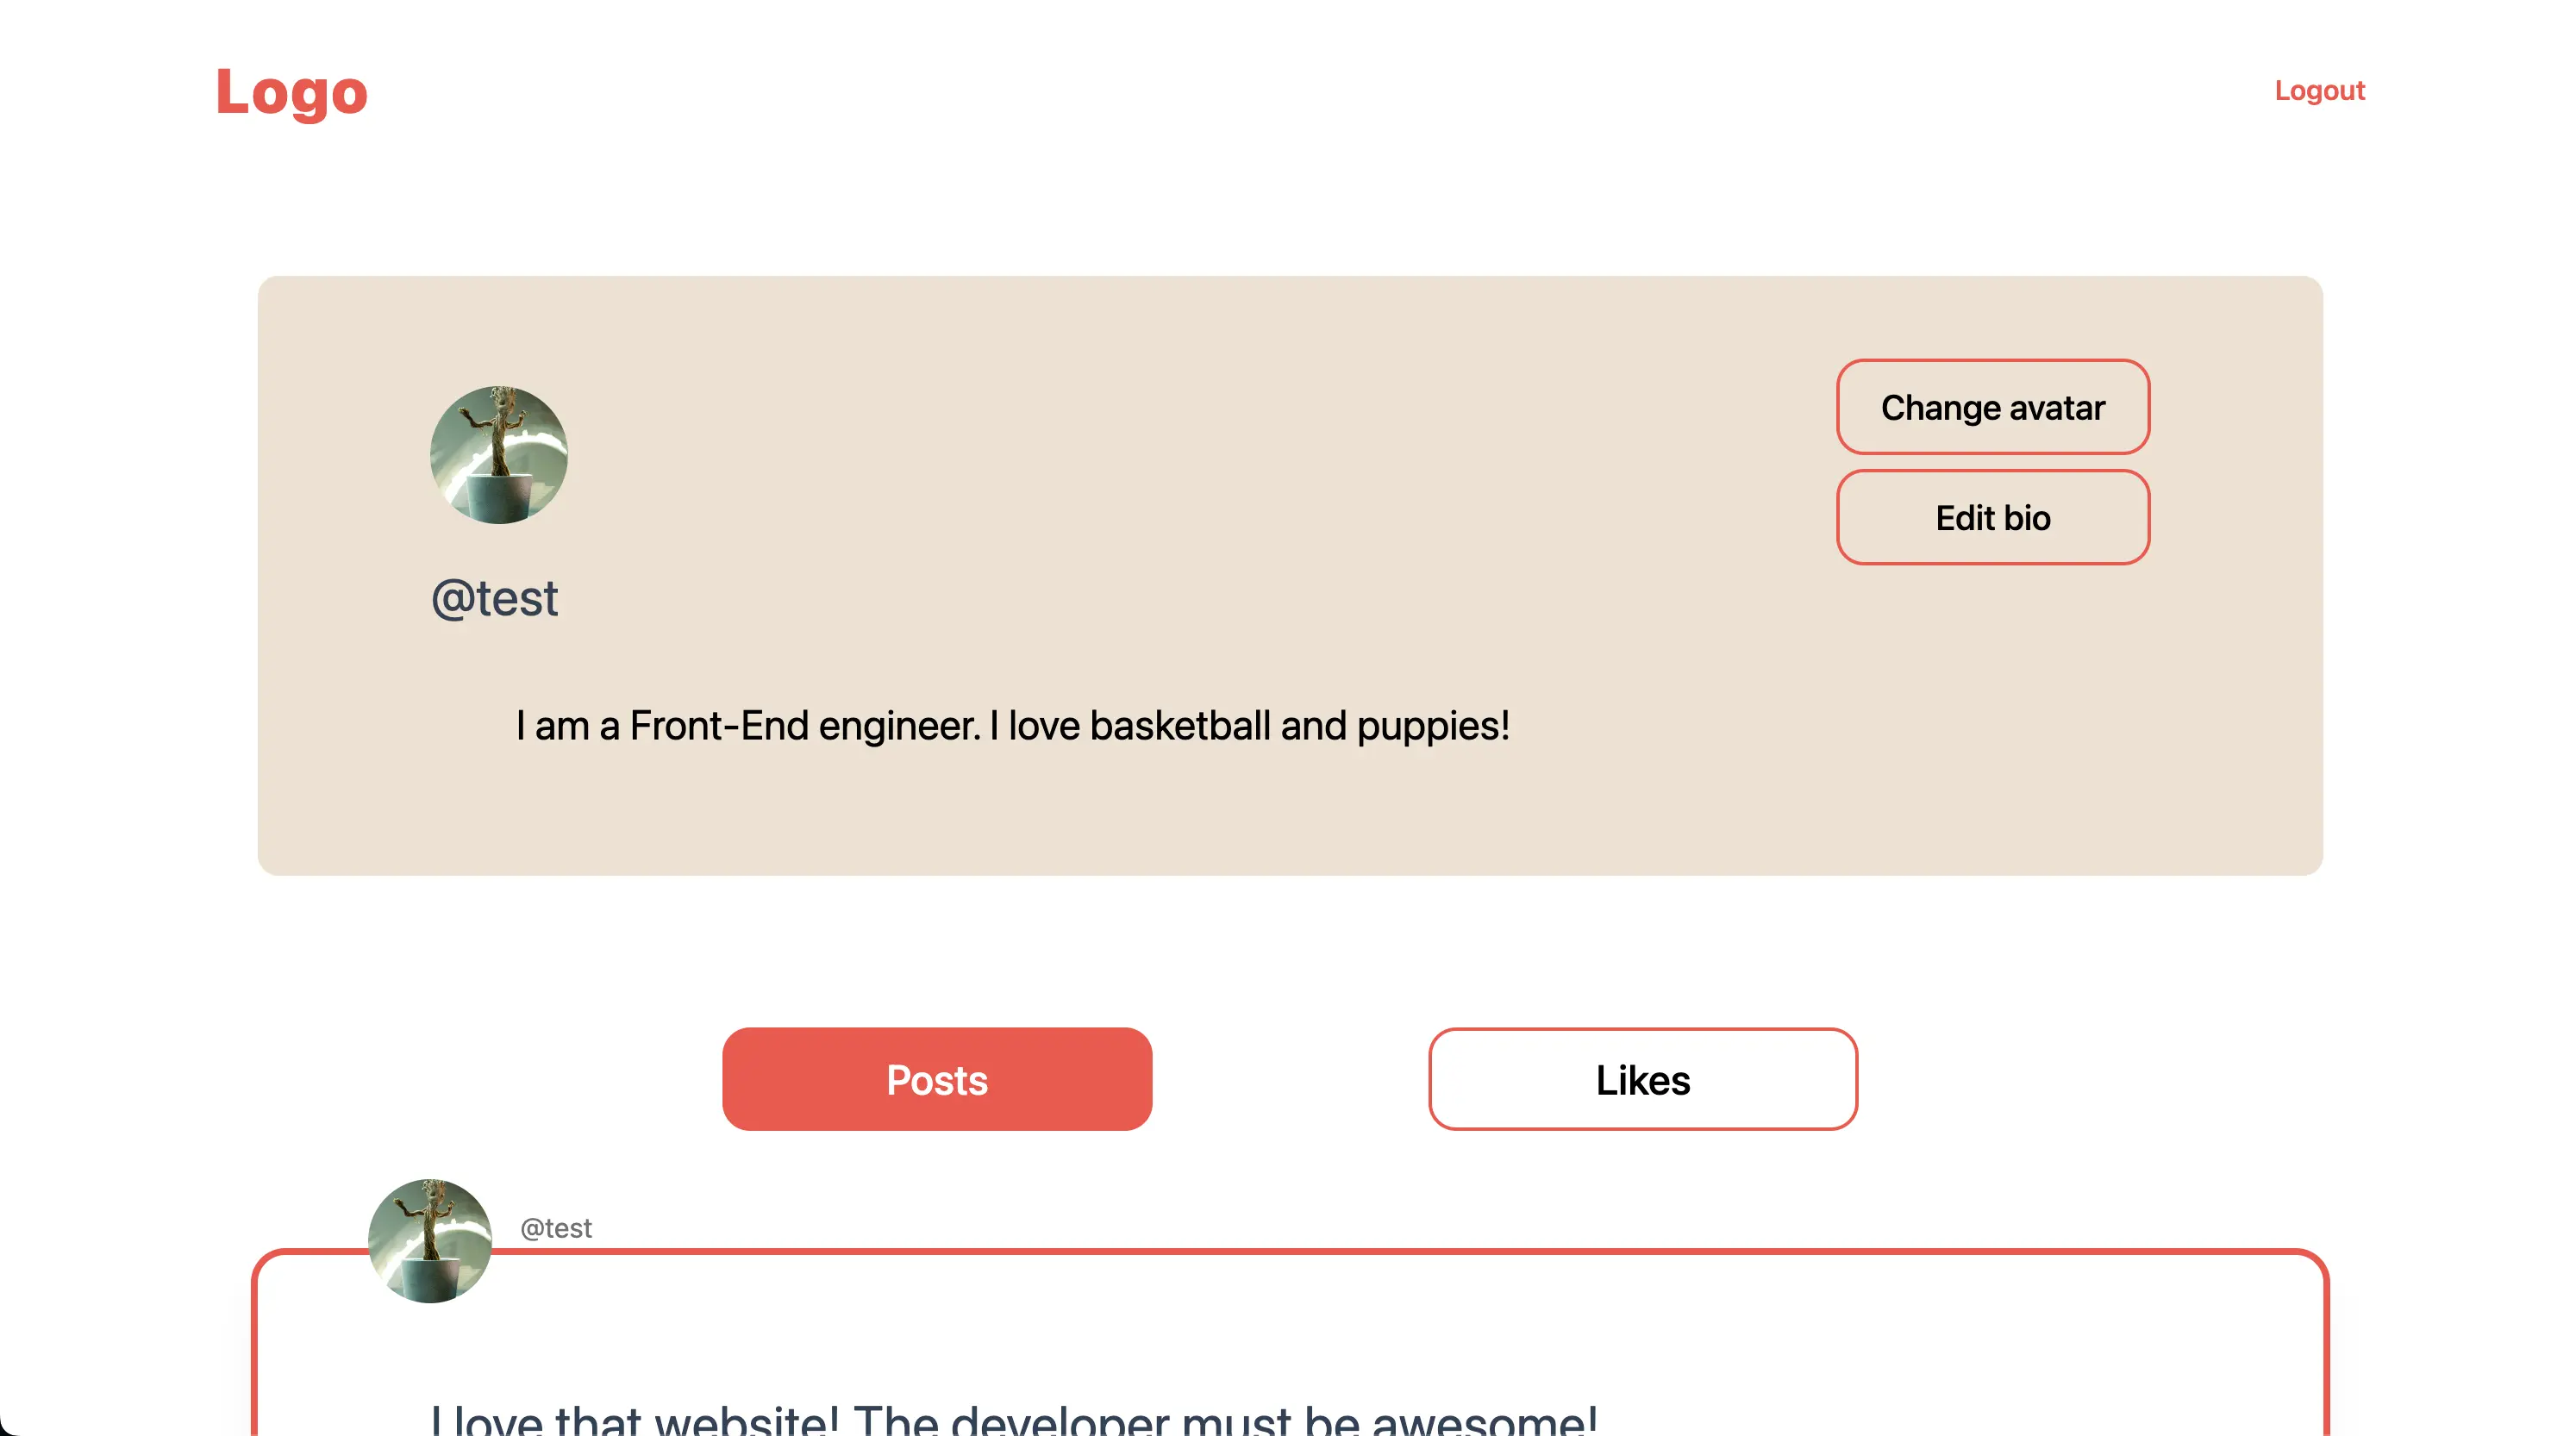 Logo
Logout
Change avatar
Edit bio
@test
I am a Front-End engineer. I love basketball and puppies!
Posts
Likes
@test
I love that website! The developer must be awesome!